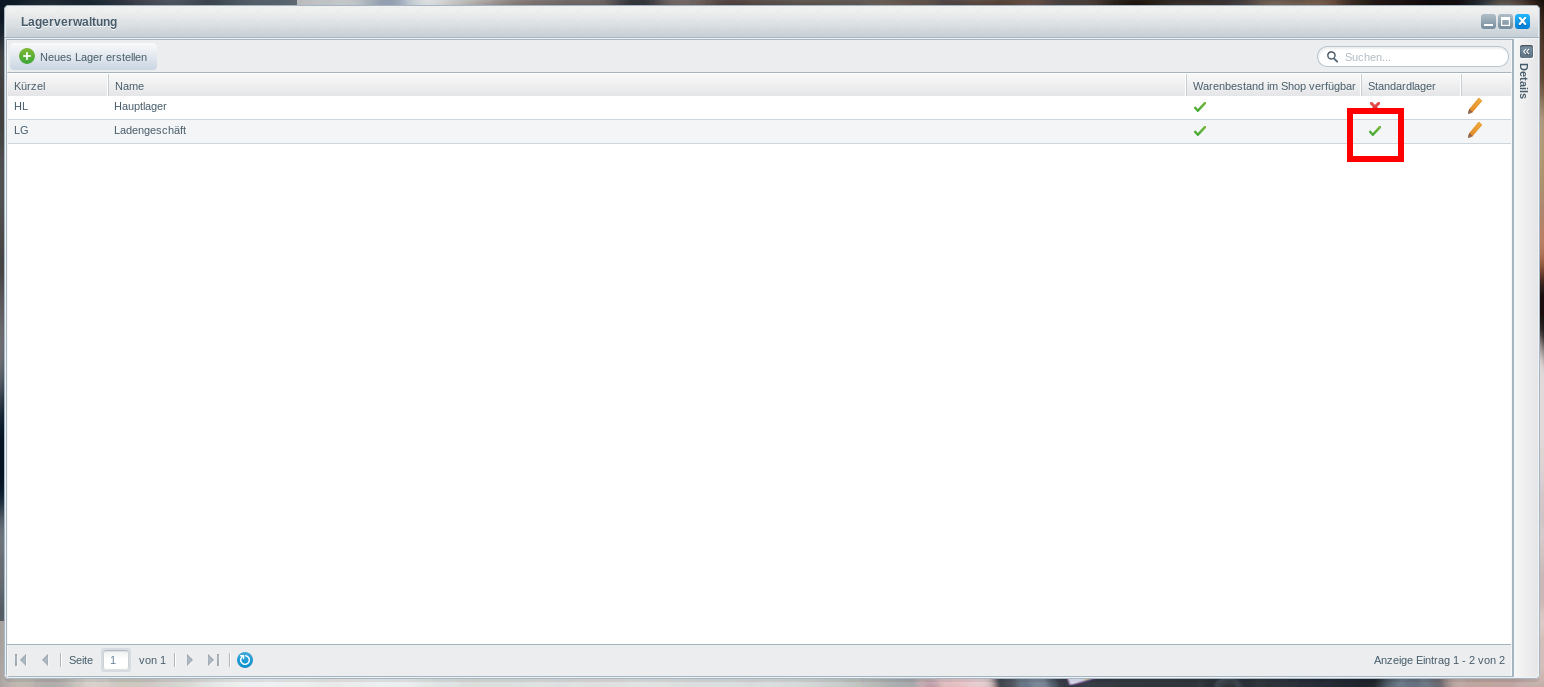 Lagerverwaltung
Neues Lager erstellen
Suchen...
Details
Kürzel Name Warenbestand im Shop verfügbar Standardlager
HL Hauptlager
LG Ladengeschäft
Seite 1 von 1
Anzeige Eintrag 1 - 2 von 2